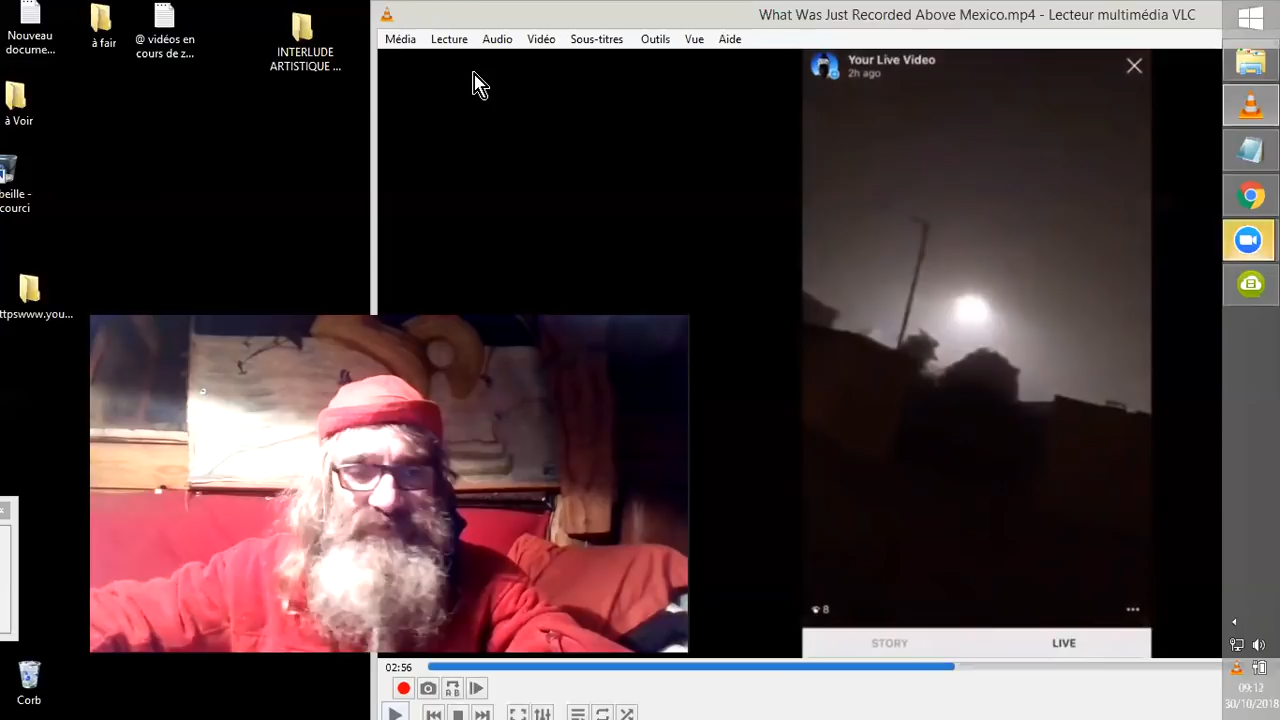 Nouveau
docume...
à fair
@ vidéos en
cours de z...
INTERLUDE
ARTISTIQUE ...
à Voir
beille -
courci
ttpswww.you...
Corb
What Was Just Recorded Above Mexico.mp4 - Lecteur multimédia VLC
Média Lecture Audio Vidéo Sous-titres Outils Vue Aide
Your Live Video
2h ago
8
STORY LIVE
02:56
A B
09:12
30/10/2018